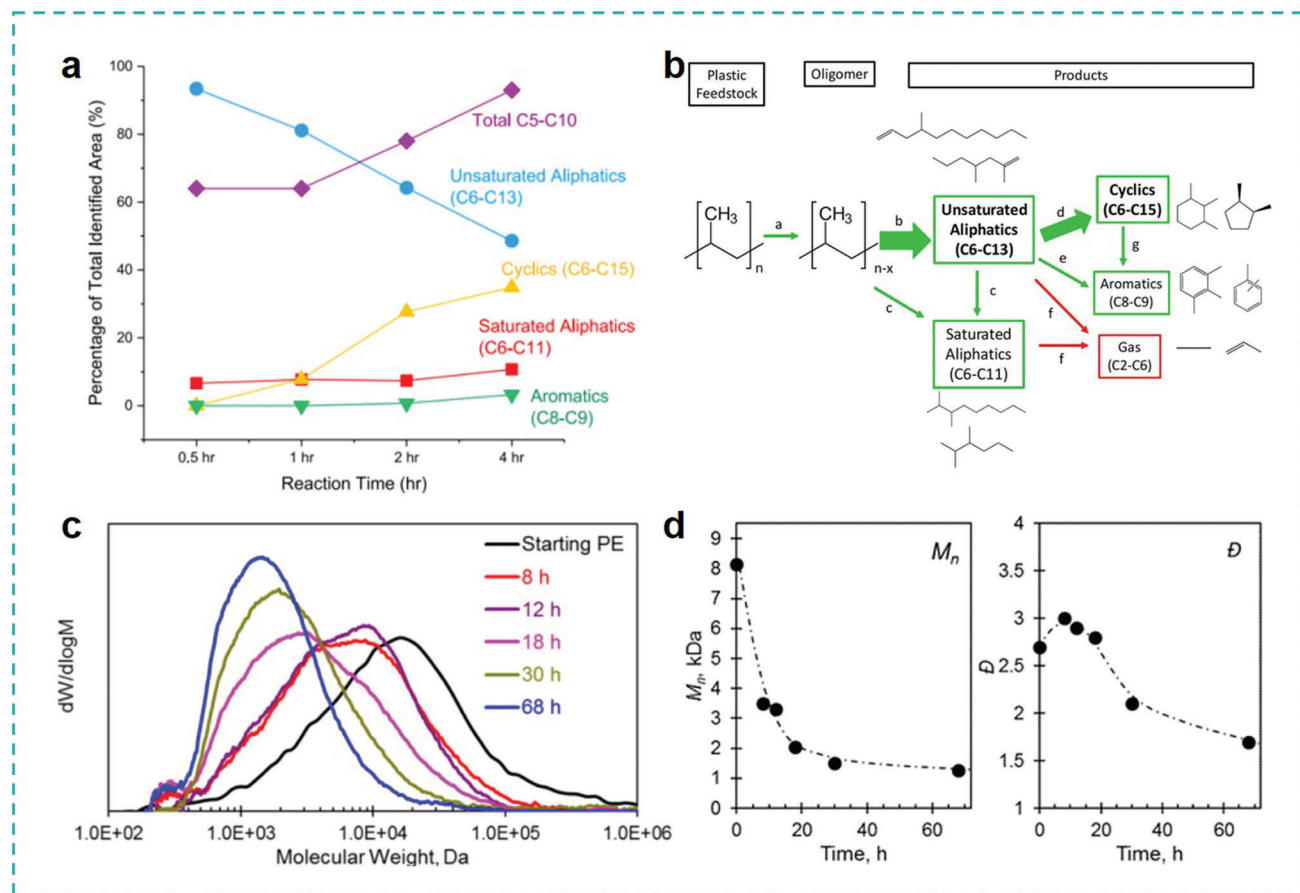 a
100
80
60
40
20
0
Percentage of Total Identified Area (%)
Total C5-C10
Unsaturated Aliphatics
(C6-C13)
Cyclics (C6-C15)
Saturated Aliphatics
(C6-C11)
Aromatics
(C8-C9)
0.5 hr
1 hr
2 hr
4 hr
Reaction Time (hr)
b
Plastic
Feedstock
Oligomer
Products
CH3
n
a
CH3
n-x
b
c
Unsaturated
Aliphatics
(C6-C13)
d
e
f
c
Cyclics
(C6-C15)
g
Aromatics
(C8-C9)
Saturated
Aliphatics
(C6-C11)
f
Gas
(C2-C6)
c
dW/dlogM
Starting PE
8 h
12 h
18 h
30 h
68 h
1.0E+02
1.0E+03
1.0E+04
1.0E+05
1.0E+06
Molecular Weight, Da
d
Mn
9
8
7
6
5
4
3
2
1
0
Mn, kDa
0
20
40
60
Time, h
Đ
4
3.5
3
2.5
2
1.5
1
Đ
0
20
40
60
Time, h